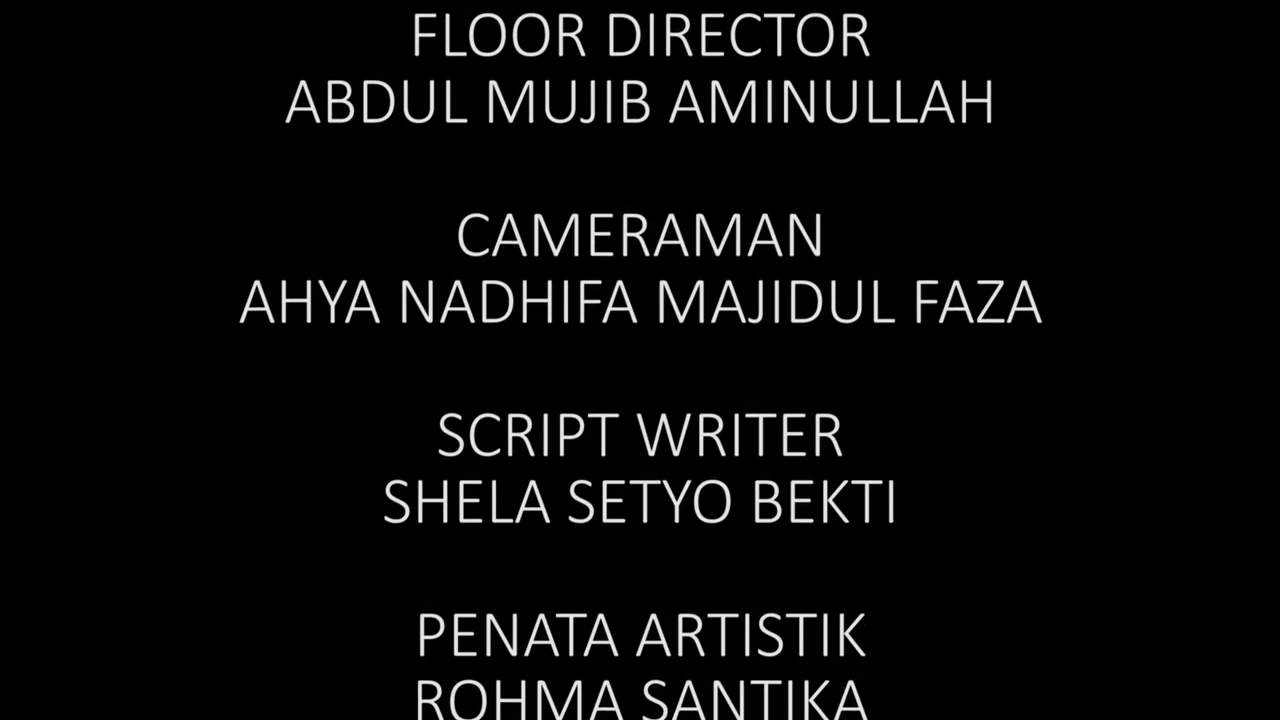 FLOOR DIRECTOR
ABDUL MUJIB AMINULLAH
CAMERAMAN
AHYA NADHIFA MAJIDUL FAZA
SCRIPT WRITER
SHELA SETYO BEKTI
PENATA ARTISTIK
ROHMA SANTIKA